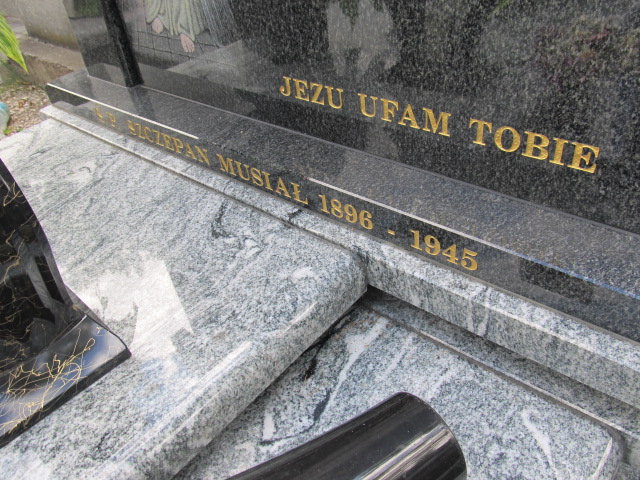 JEZU UFAM TOBIE
Ś.P. SZCZEPAN MUSIAŁ 1896 - 1945